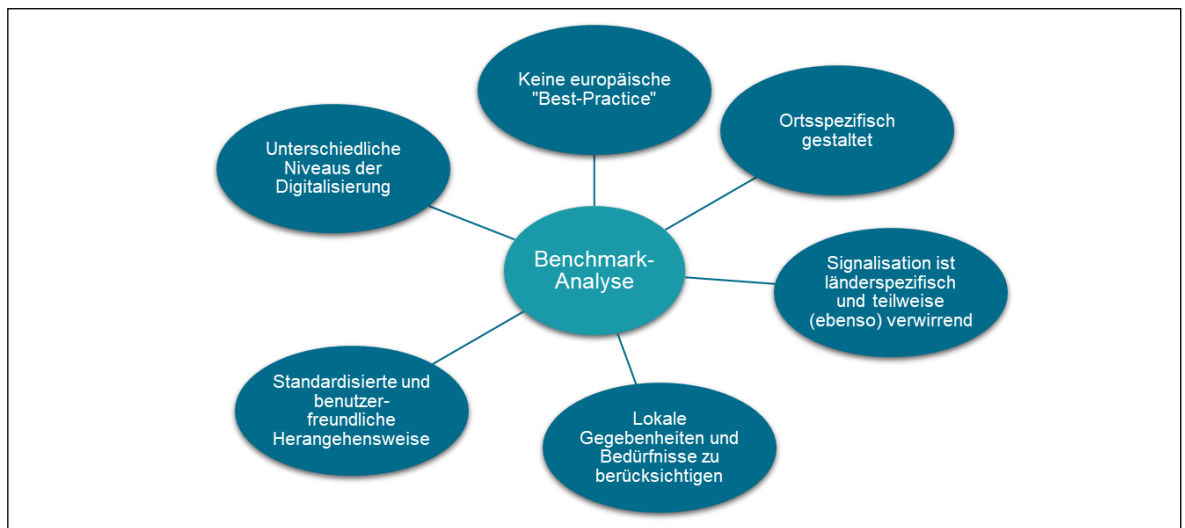 Keine europäische
"Best-Practice"
Ortsspezifisch
gestaltet
Unterschiedliche
Niveaus der
Digitalisierung
Benchmark-
Analyse
Signalisation ist
länderspezifisch
und teilweise
(ebenso) verwirrend
Standardisierte und
benutzer-
freundliche
Herangehensweise
Lokale
Gegebenheiten und
Bedürfnisse zu
berücksichtigen